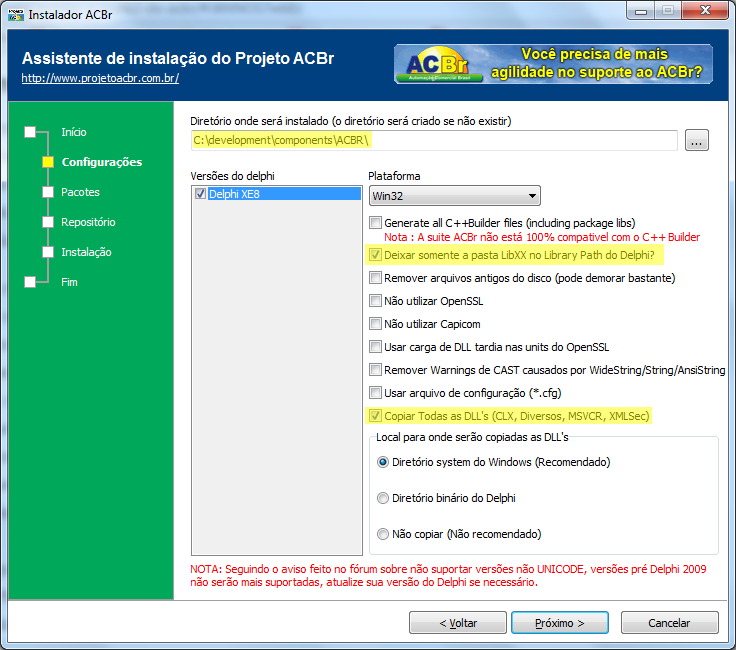 Instalador ACBr
Assistente de instalação do Projeto ACBr
http://www.projetoacbr.com.br/
ACBr
Automação Comercial Brasil
Você precisa de mais
agilidade no suporte ao ACBr?
Início
Configurações
Pacotes
Repositório
Instalação
Fim
Diretório onde será instalado (o diretório será criado se não existir)
C:\development\components\ACBR\
...
Versões do delphi
Delphi XE8
Plataforma
Win32
Generate all C++Builder files (including package libs)
Nota : A suite ACBr não está 100% compativel com o C++ Builder
Deixar somente a pasta LibXX no Library Path do Delphi?
Remover arquivos antigos do disco (pode demorar bastante)
Não utilizar OpenSSL
Não utilizar Capicom
Usar carga de DLL tardia nas units do OpenSSL
Remover Warnings de CAST causados por WideString/String/AnsiString
Usar arquivo de configuração (*.cfg)
Copiar Todas as DLL's (CLX, Diversos, MSVCR, XMLSec)
Local para onde serão copiadas as DLL's
Diretório system do Windows (Recomendado)
Diretório binário do Delphi
Não copiar (Não recomendado)
NOTA: Seguindo o aviso feito no fórum sobre não suportar versões não UNICODE, versões pré Delphi 2009
não serão mais suportadas, atualize sua versão do Delphi se necessário.
< Voltar
Próximo >
Cancelar